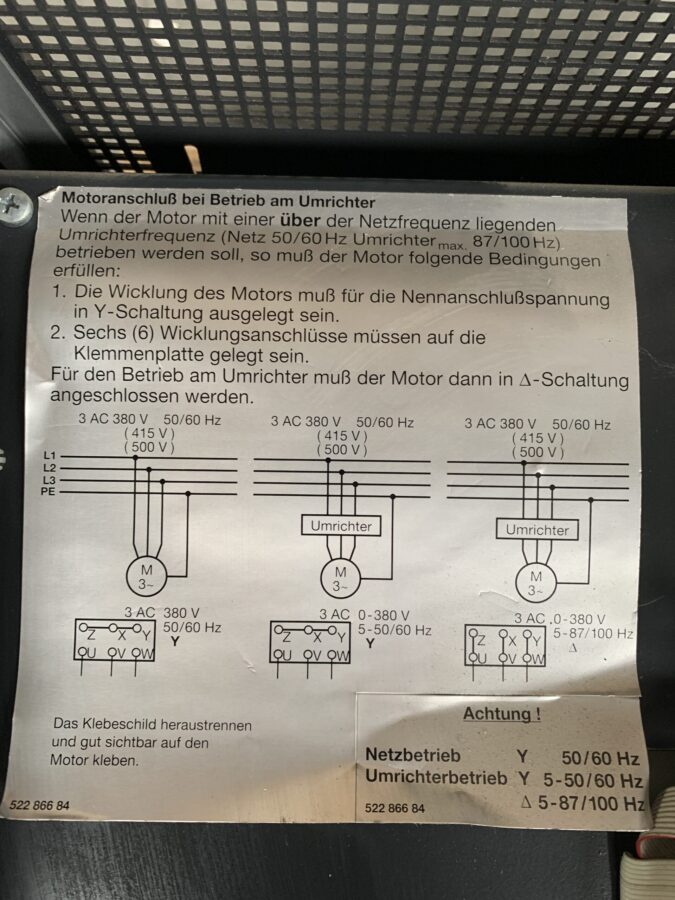 Motoranschluß bei Betrieb am Umrichter
Wenn der Motor mit einer über der Netzfrequenz liegenden
Umrichterfrequenz (Netz 50/60 Hz Umrichter max. 87/100 Hz)
betrieben werden soll, so muß der Motor folgende Bedingungen
erfüllen:
1. Die Wicklung des Motors muß für die Nennanschlußspannung
in Y-Schaltung ausgelegt sein.
2. Sechs (6) Wicklungsanschlüsse müssen auf die
Klemmenplatte gelegt sein.
Für den Betrieb am Umrichter muß der Motor dann in Δ-Schaltung
angeschlossen werden.
3 AC 380 V 50/60 Hz
(415 V)
(500 V)
L1
L2
L3
PE
M
3~
3 AC 380 V
50/60 Hz
Y
Z X Y
U V W
3 AC 380 V 50/60 Hz
(415 V)
(500 V)
Umrichter
M
3~
3 AC 0-380 V
5-50/60 Hz
Y
Z X Y
U V W
3 AC 380 V 50/60 Hz
(415 V)
(500 V)
Umrichter
M
3~
3 AC 0-380 V
5-87/100 Hz
Δ
Z X Y
U V W
Das Klebeschild heraustrennen
und gut sichtbar auf den
Motor kleben.
522 866 84
Achtung !
Netzbetrieb Y 50/60 Hz
Umrichterbetrieb Y 5-50/60 Hz
Δ 5-87/100 Hz
522 866 84